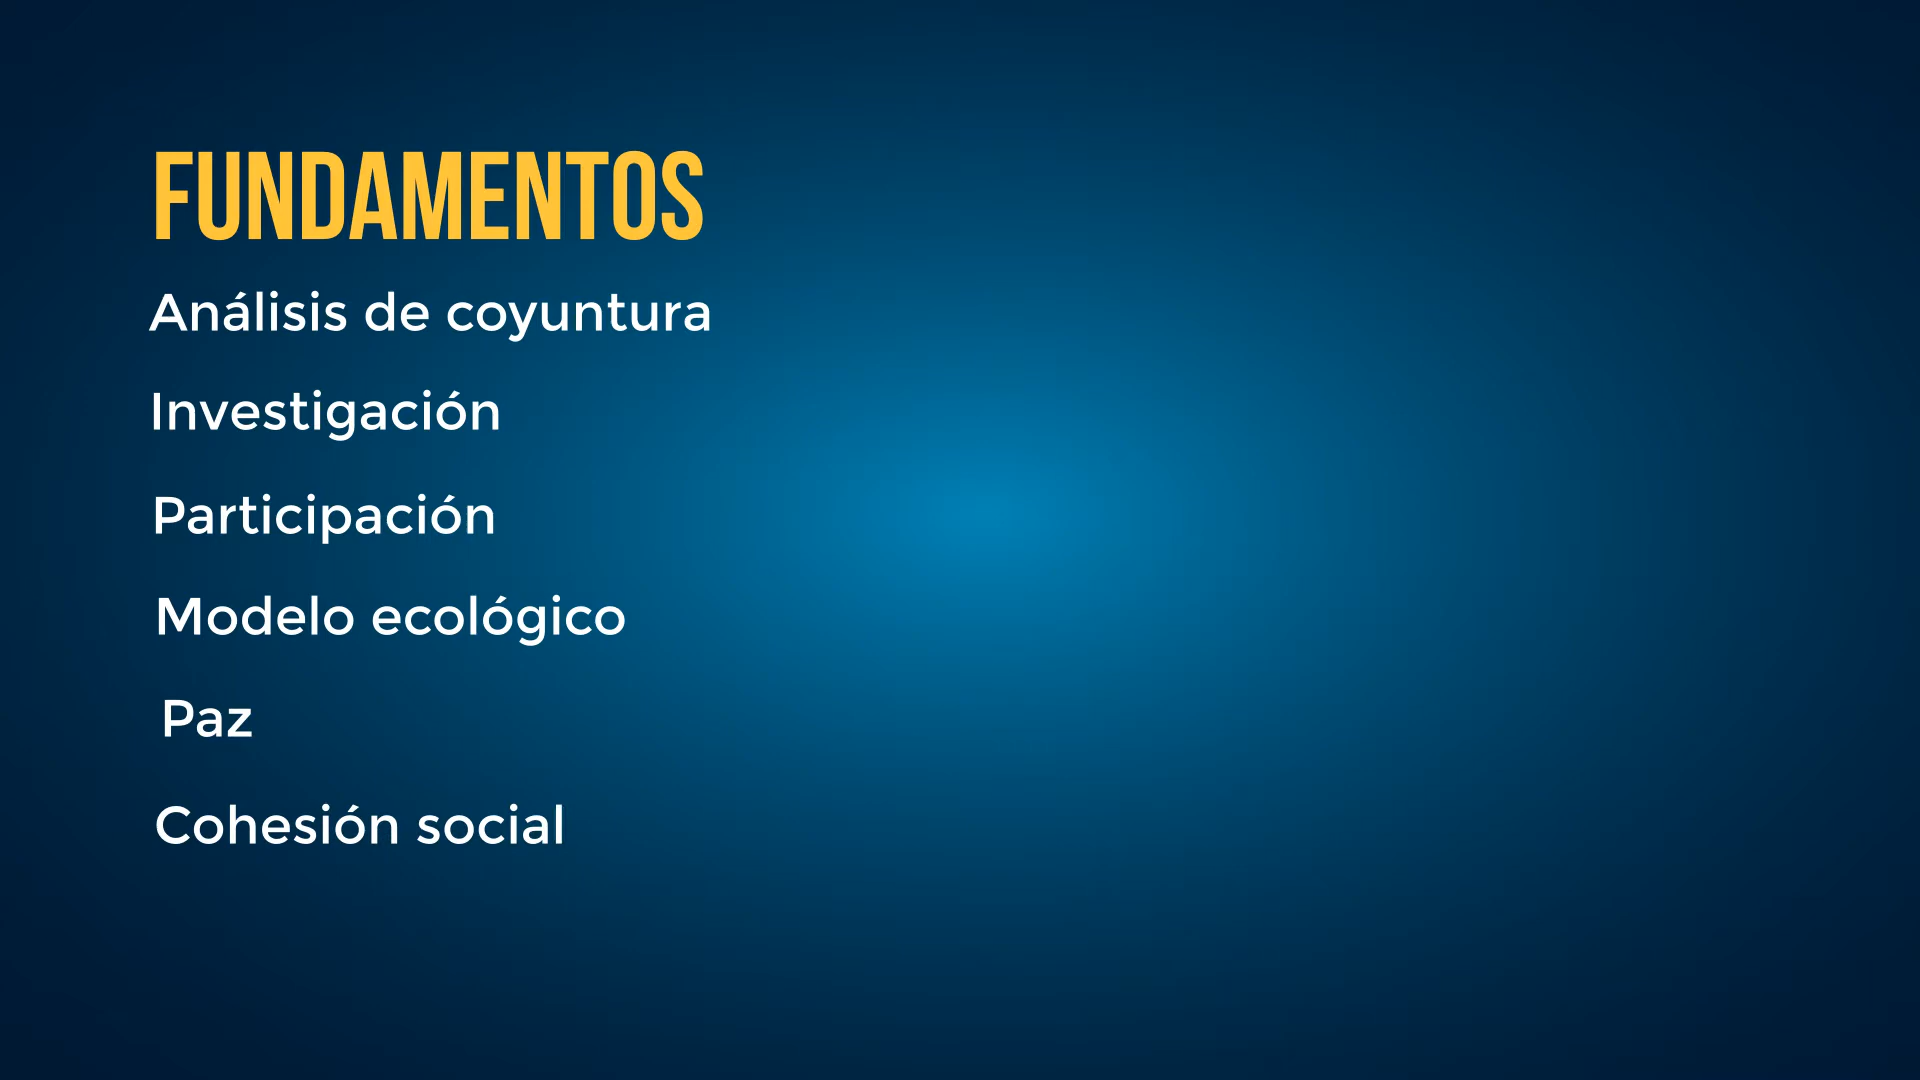 FUNDAMENTOS
Análisis de coyuntura
Investigación
Participación
Modelo ecológico
Paz
Cohesión social